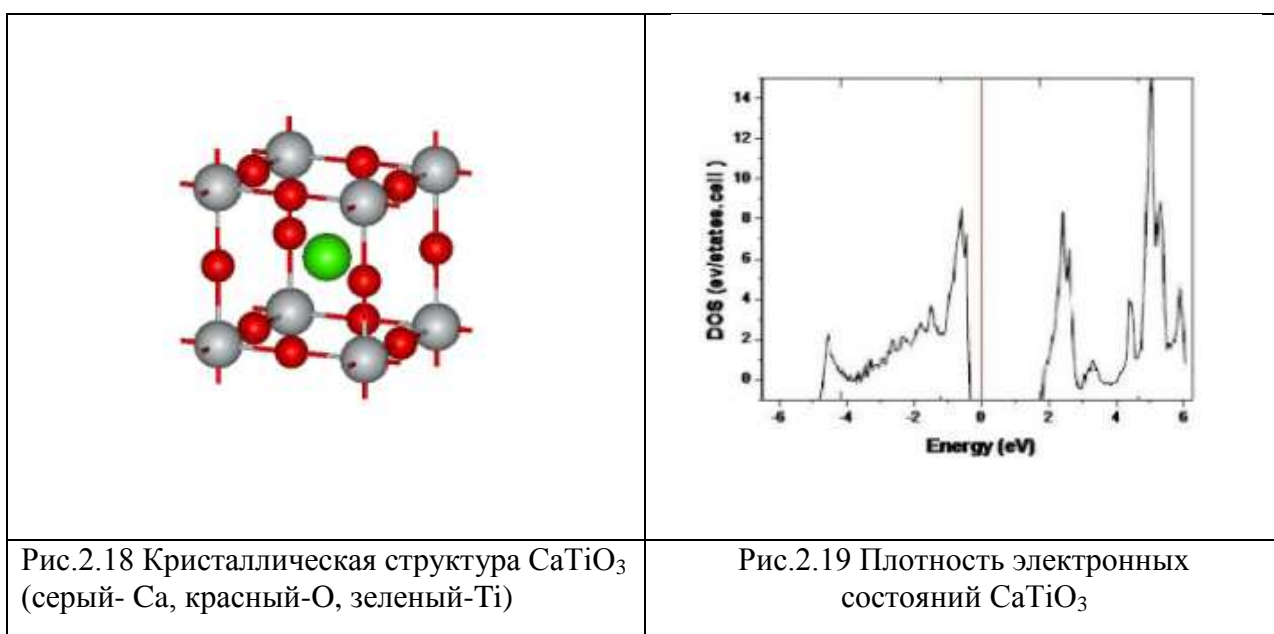 14
12
10
8
6
4
2
0
DOS (ev/states.cell )
-6 -4 -2 0 2 4 6
Energy (eV)
Рис.2.18 Кристаллическая структура CaTiO₃
(серый- Ca, красный-O, зеленый-Ti)
Рис.2.19 Плотность электронных
состояний CaTiO₃